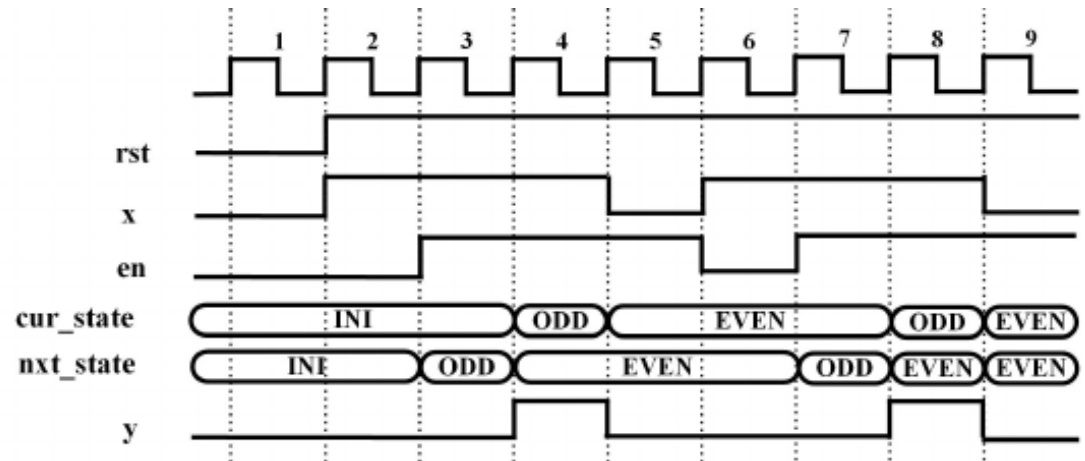 1 2 3 4 5 6 7 8 9
rst
x
en
cur_state INI ODD EVEN ODD EVEN
nxt_state INI ODD EVEN ODD EVEN EVEN
y